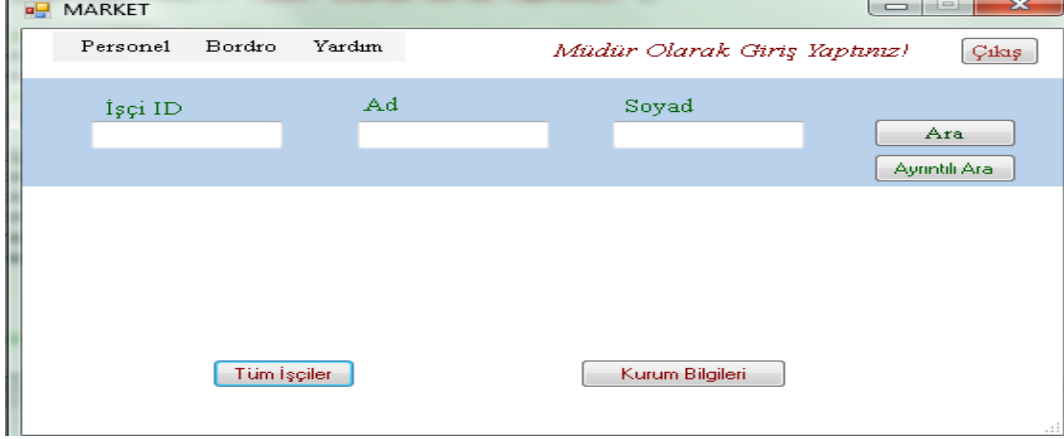 MARKET
Personel Bordro Yardım Müdür Olarak Giriş Yaptınız! Çıkış
İşçi ID Ad Soyad
Ara
Ayrıntılı Ara
Tüm İşçiler Kurum Bilgileri